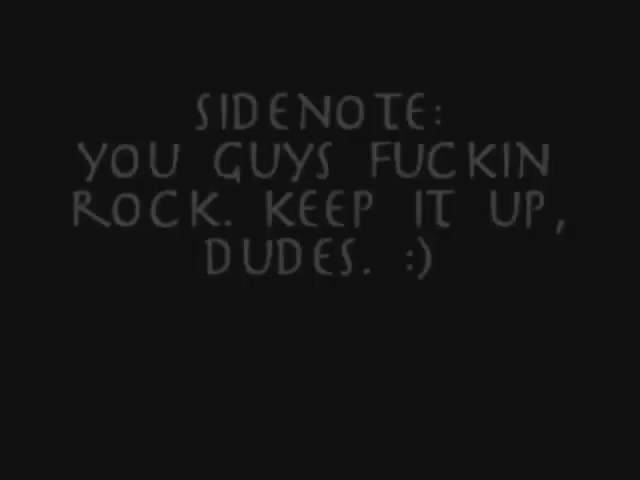 SIDENOTE:
YOU GUYS FUCKIN
ROCK. KEEP IT UP,
DUDES. :)